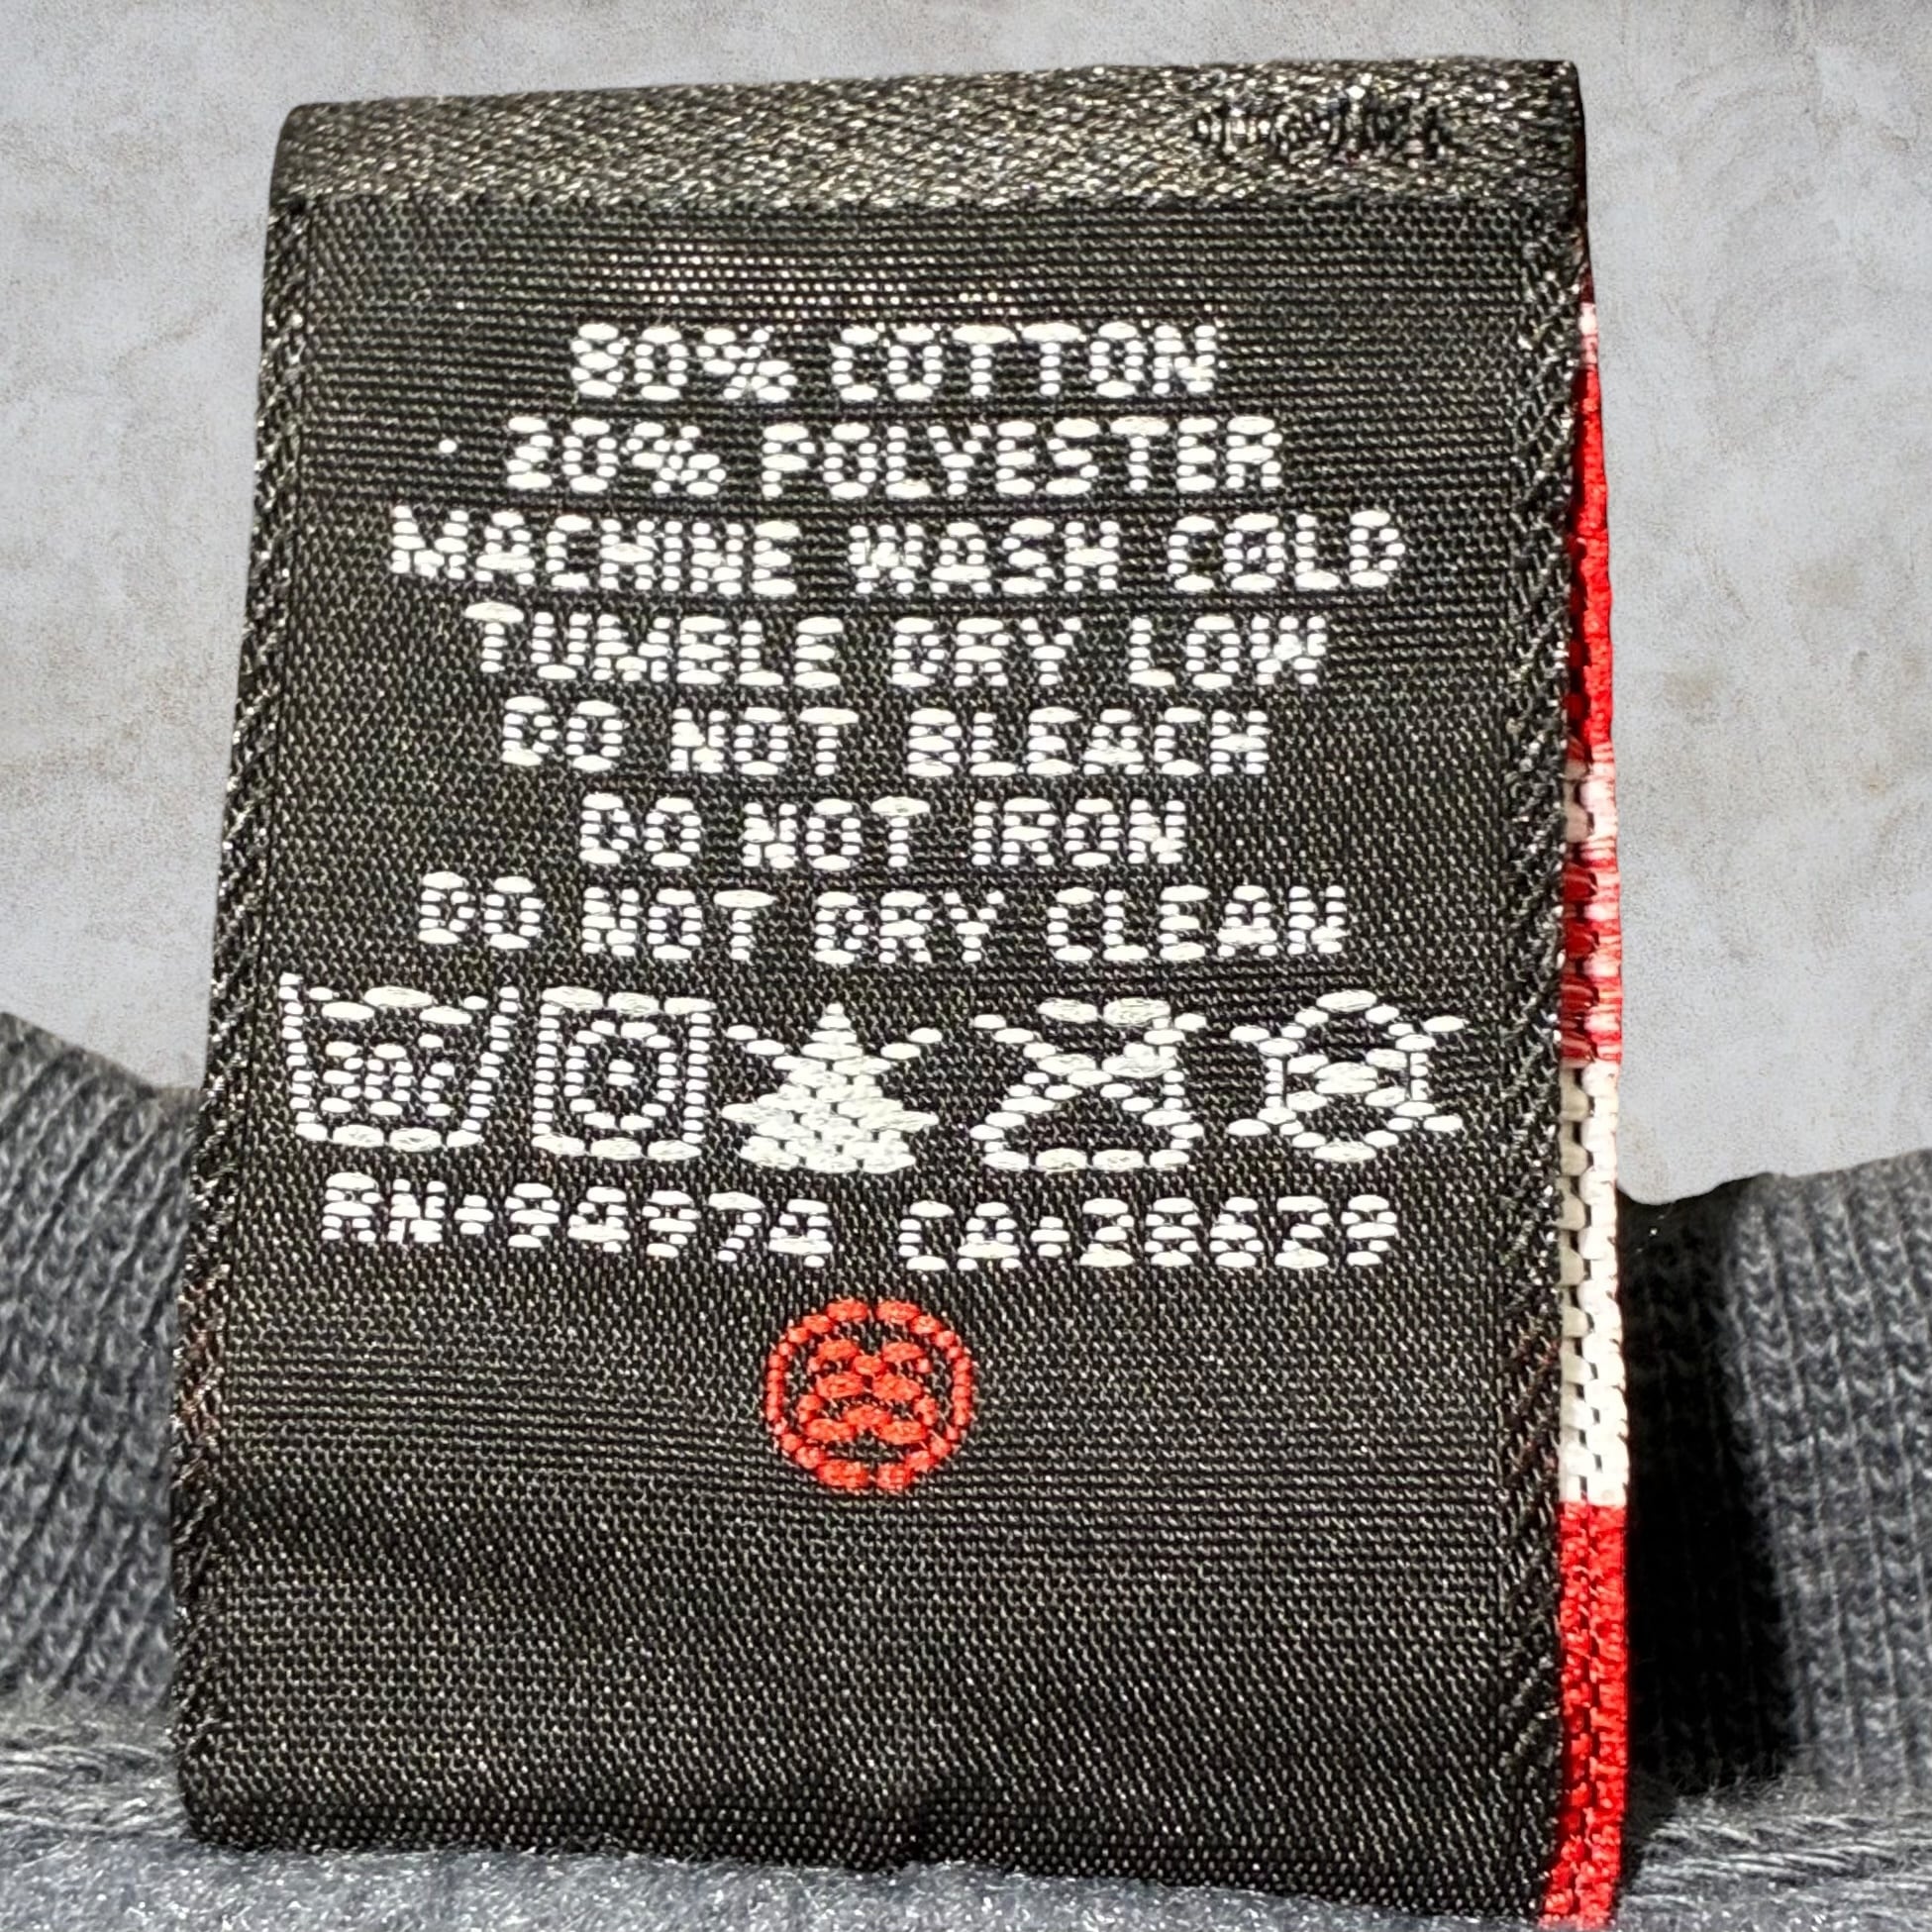 80% COTTON
20% POLYESTER
MACHINE WASH COLD
TUMBLE DRY LOW
DO NOT BLEACH
DO NOT IRON
DO NOT DRY CLEAN
30C
RN•94974 CA•28629